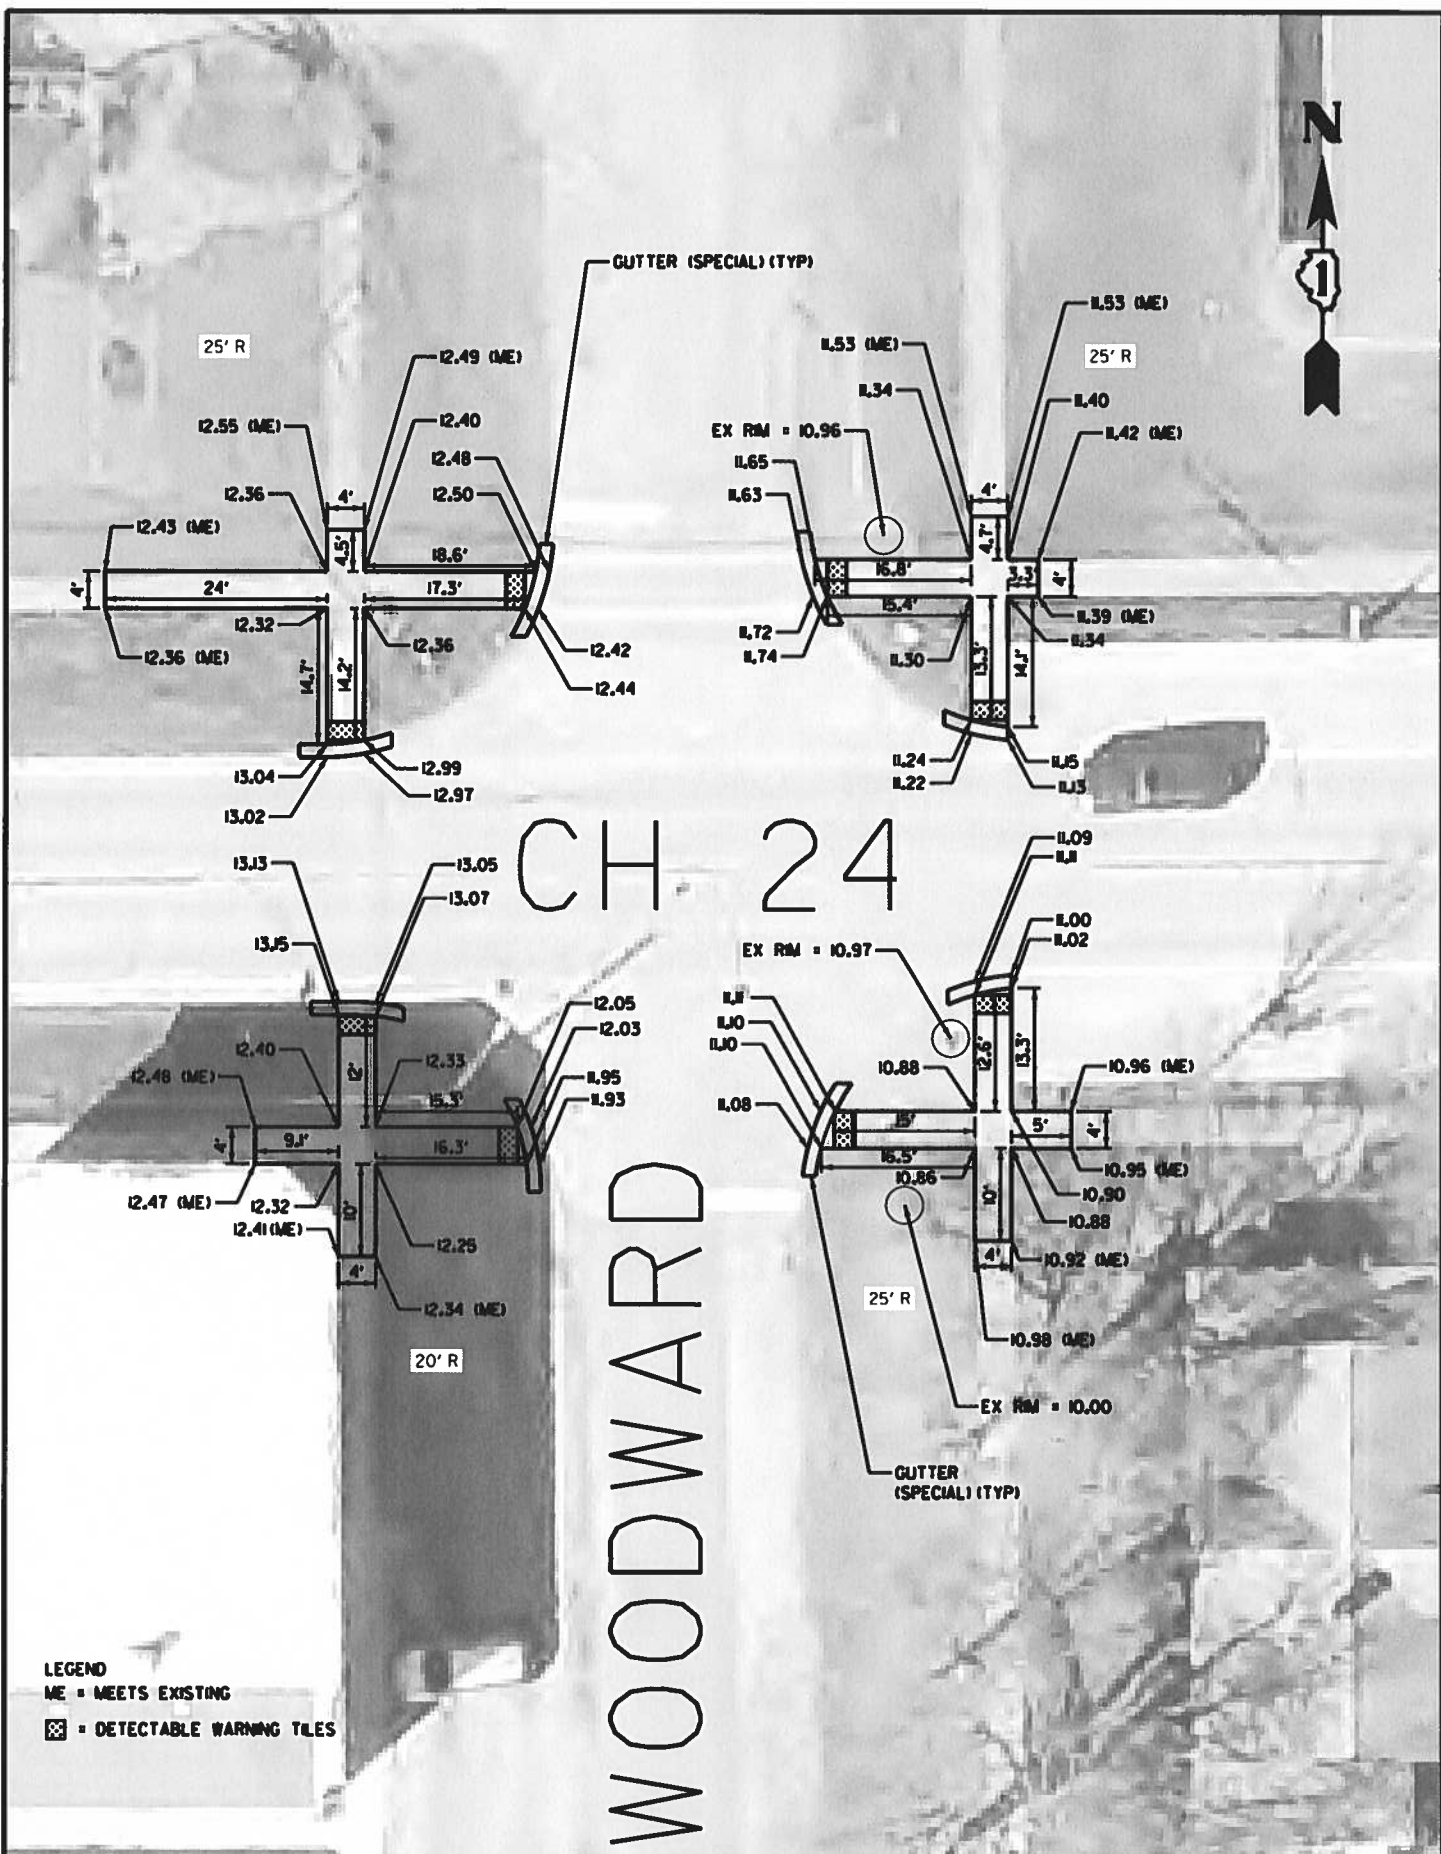 N
1
GUTTER (SPECIAL) (TYP)
25' R
12.49 (ME)
12.55 (ME)
12.40
12.48
12.36
12.50
4'
12.43 (ME)
4.5'
18.6'
4'
24'
17.3'
12.32
12.36
12.36 (ME)
12.42
12.44
14.7'
14.2'
13.04
12.99
12.97
13.02
11.53 (ME)
11.53 (ME)
25' R
11.34
11.40
EX RIM = 10.96
11.42 (ME)
11.65
11.63
4'
4.7'
16.8'
3.3'
4'
15.4'
11.39 (ME)
11.72
11.34
11.74
11.30
13.3'
14.1'
11.24
11.15
11.22
11.13
CH 24
13.13
13.05
13.07
13.15
12.05
12.03
12.40
12.33
12'
12.48 (ME)
11.95
15.3'
11.93
4'
9.1'
16.3'
12.47 (ME)
12.32
10'
12.41 (ME)
12.25
4'
12.34 (ME)
20' R
11.09
11.11
11.00
11.02
EX RIM = 10.97
11.11
11.10
11.10
12.6'
13.3'
10.88
10.96 (ME)
11.08
15'
5'
4'
16.5'
10.86
10.95 (ME)
10.90
10'
10.88
4'
10.92 (ME)
25' R
10.98 (ME)
EX RIM = 10.00
GUTTER
(SPECIAL) (TYP)
WOODWARD
LEGEND
ME = MEETS EXISTING
= DETECTABLE WARNING TILES